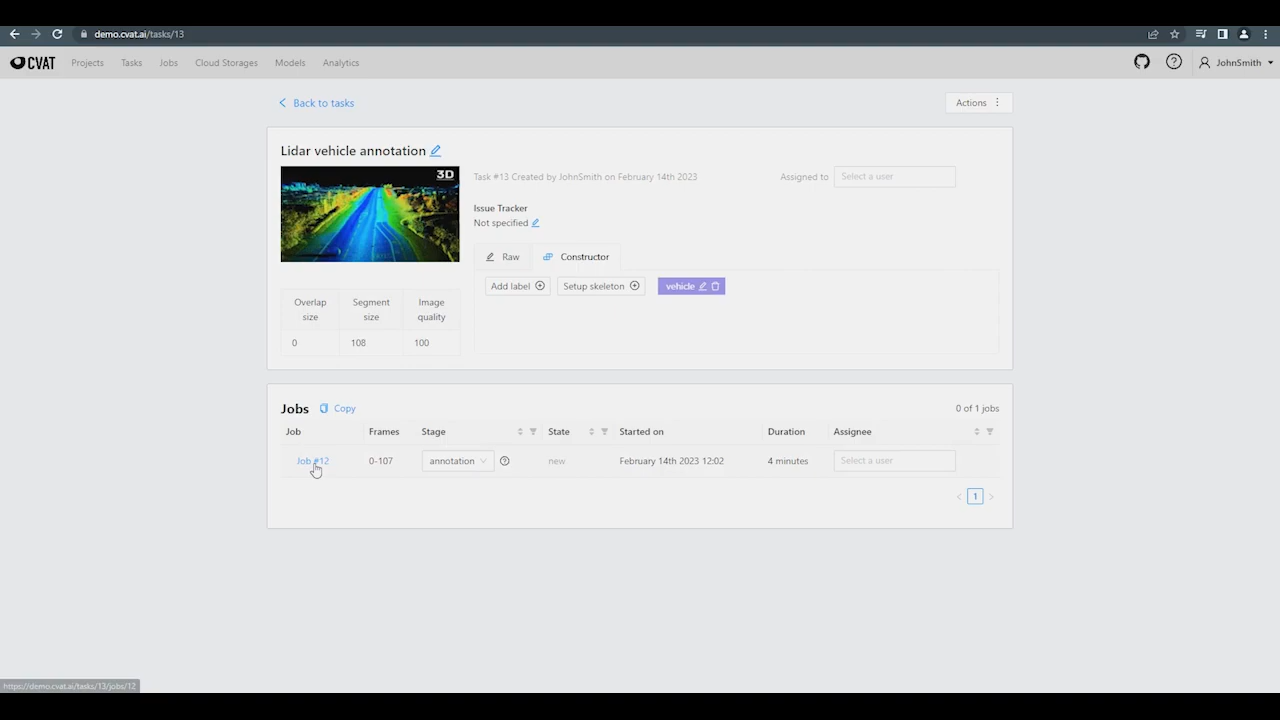 demo.cvat.ai/tasks/13
CVAT Projects Tasks Jobs Cloud Storages Models Analytics JohnSmith
Back to tasks Actions
Lidar vehicle annotation
3D
Task #13 Created by JohnSmith on February 14th 2023 Assigned to Select a user
Issue Tracker
Not specified
Raw Constructor
Add label Setup skeleton vehicle
Overlap size Segment size Image quality
0 108 100
Jobs Copy 0 of 1 jobs
Job Frames Stage State Started on Duration Assignee
Job #12 0-107 annotation new February 14th 2023 12:02 4 minutes Select a user
1
https://demo.cvat.ai/tasks/13/jobs/12